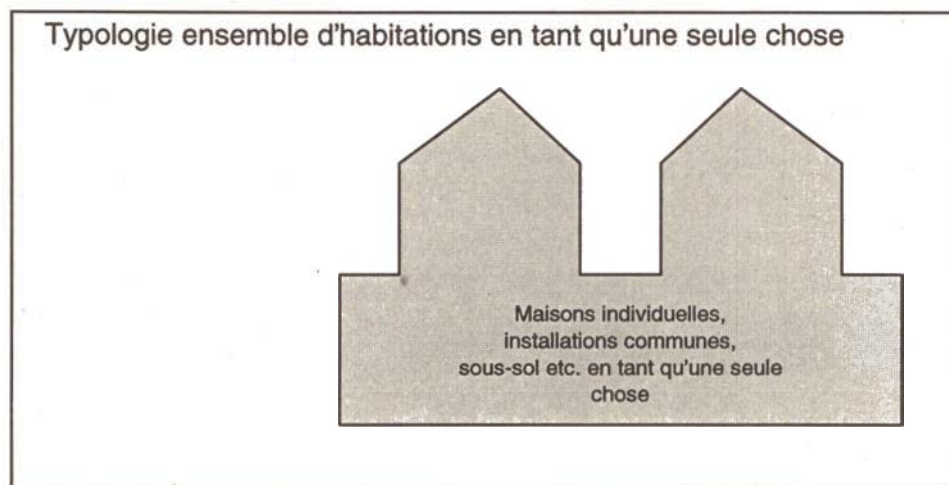 Typologie ensemble d'habitations en tant qu'une seule chose
Maisons individuelles,
installations communes,
sous-sol etc. en tant qu'une seule
chose